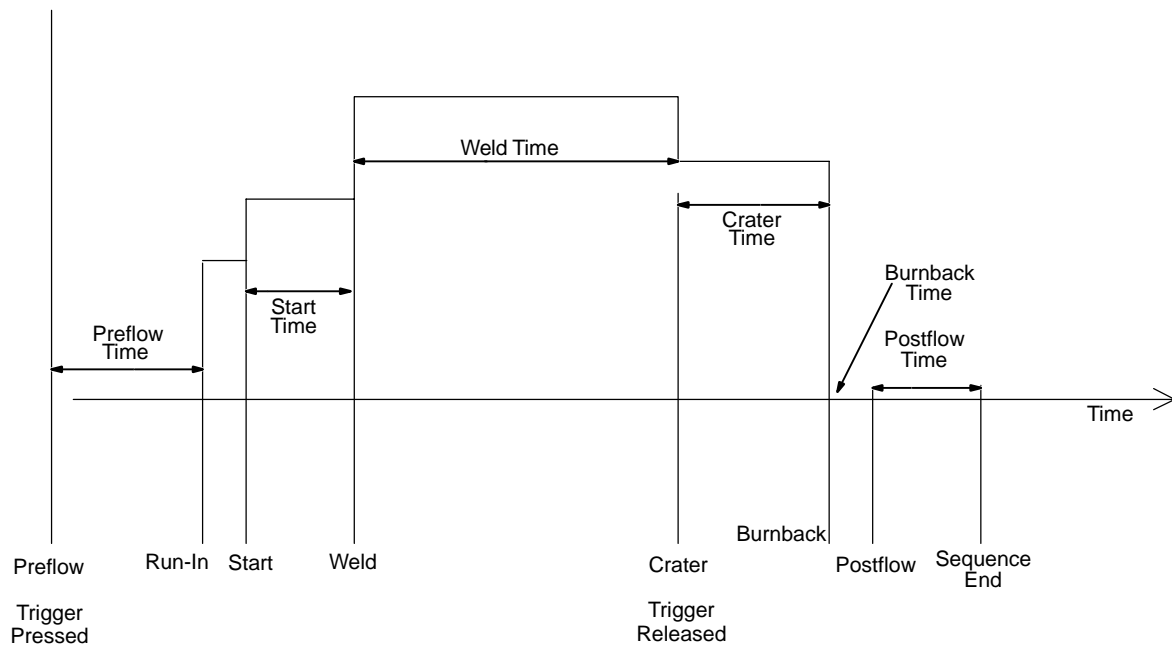 Weld Time
Crater
Time
Burnback
Time
Start
Time
Preflow
Time
Postflow
Time
Time
Burnback
Preflow
Run-In
Start
Weld
Crater
Postflow
Sequence
End
Trigger
Pressed
Trigger
Released